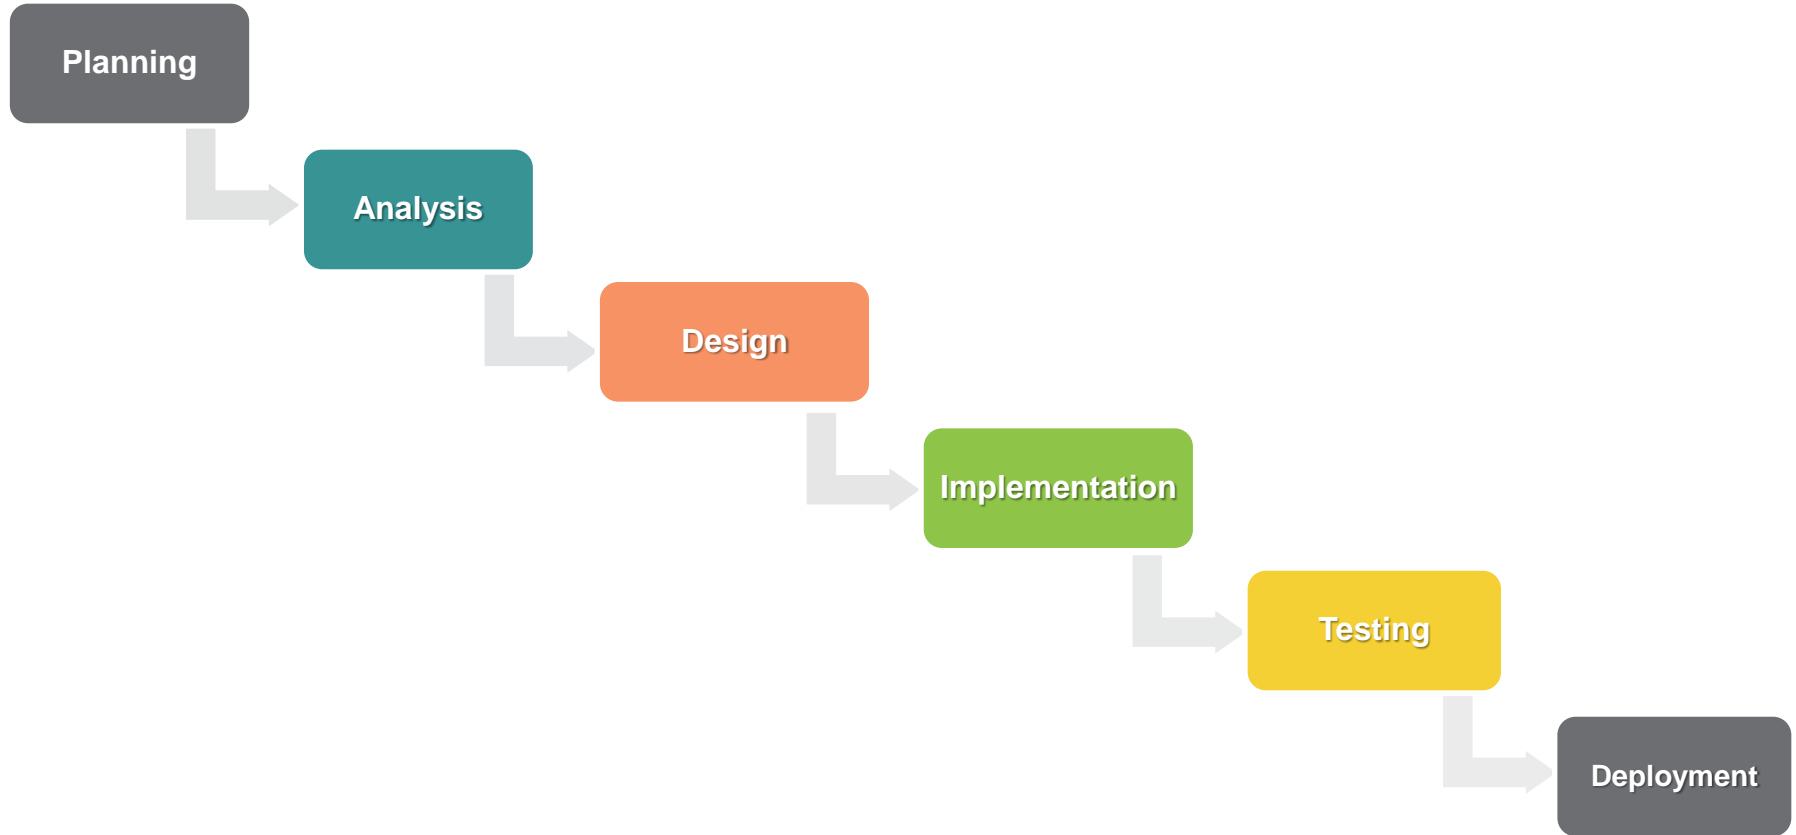 Planning
Analysis
Design
Implementation
Testing
Deployment